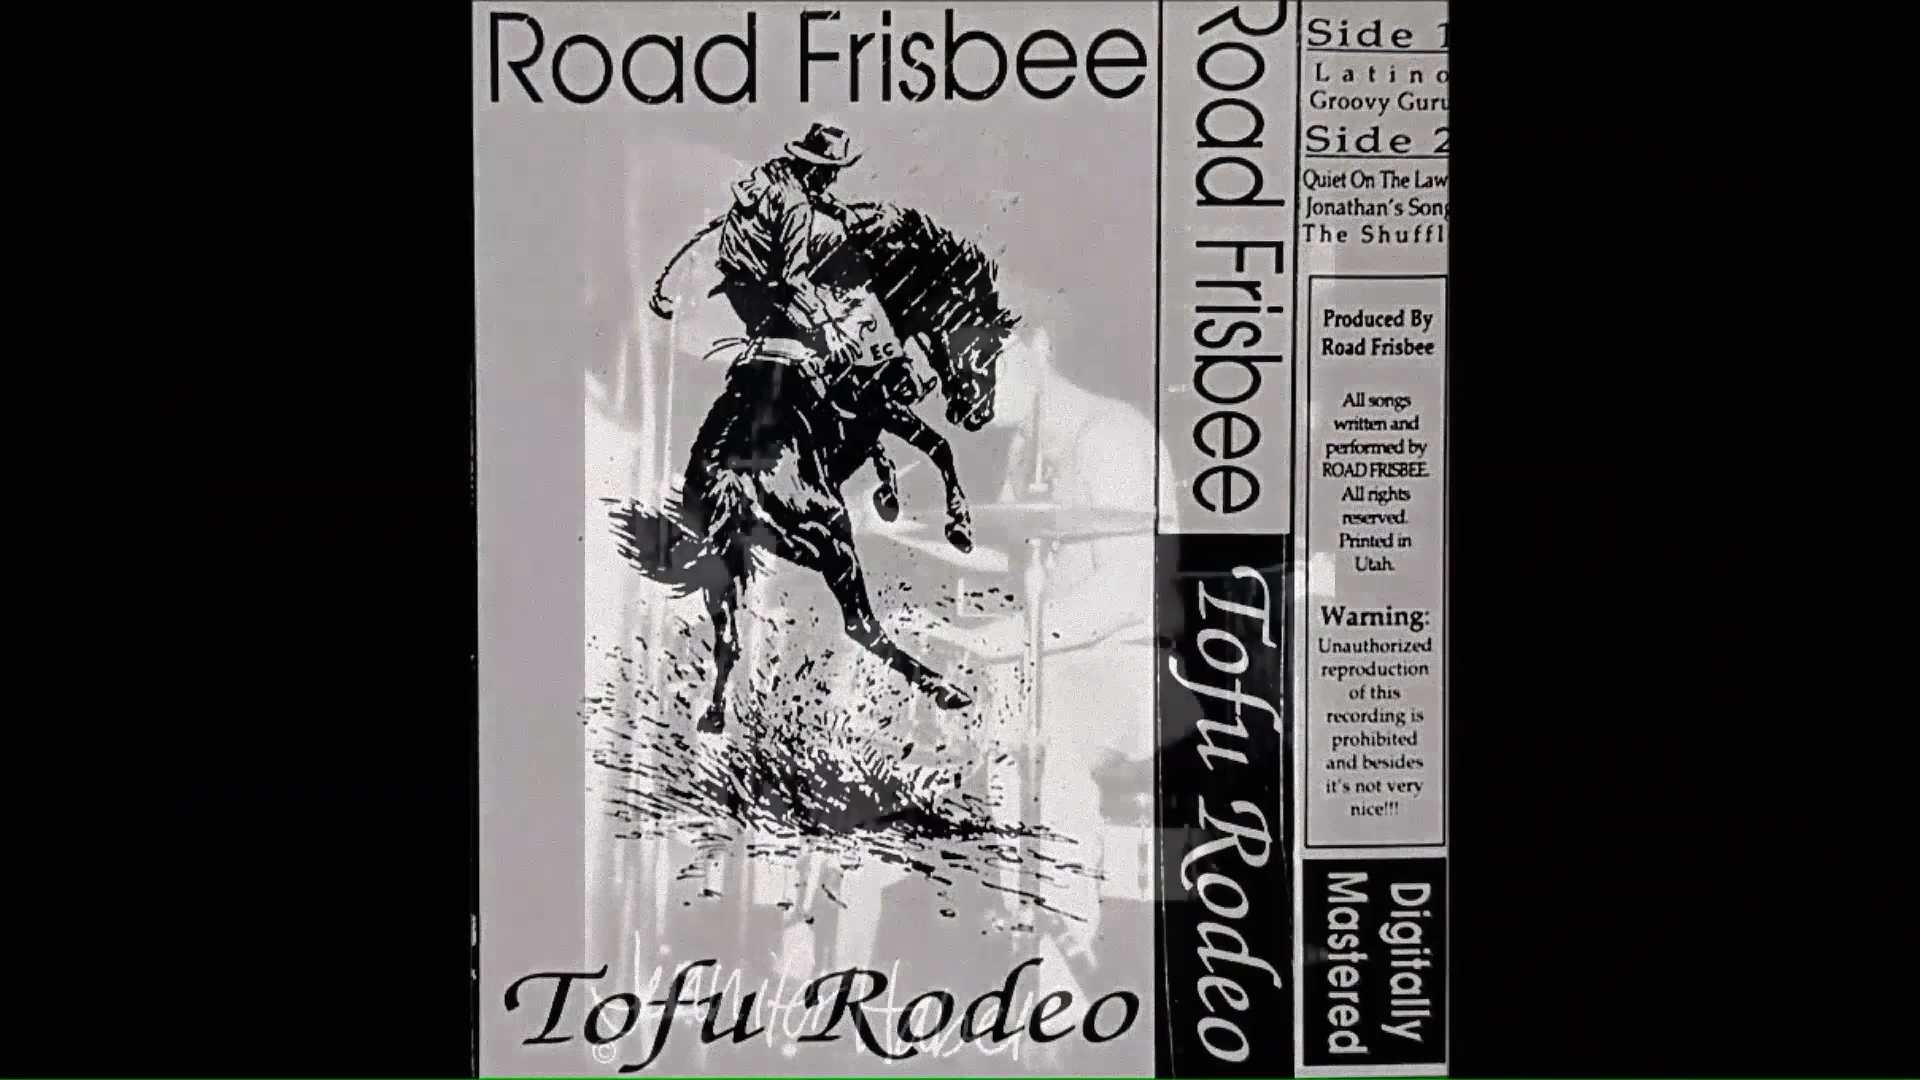 Road Frisbee
EC
Tofu Rodeo
©
Road Frisbee
Tofu Rodeo
Side 1
Latino
Groovy Guru
Side 2
Quiet On The Law
Jonathan's Song
The Shuffl
Produced By
Road Frisbee
All songs
written and
performed by
ROAD FRISBEE.
All rights
reserved.
Printed in
Utah.
Warning:
Unauthorized
reproduction
of this
recording is
prohibited
and besides
it's not very
nice!!!
Digitally
Mastered